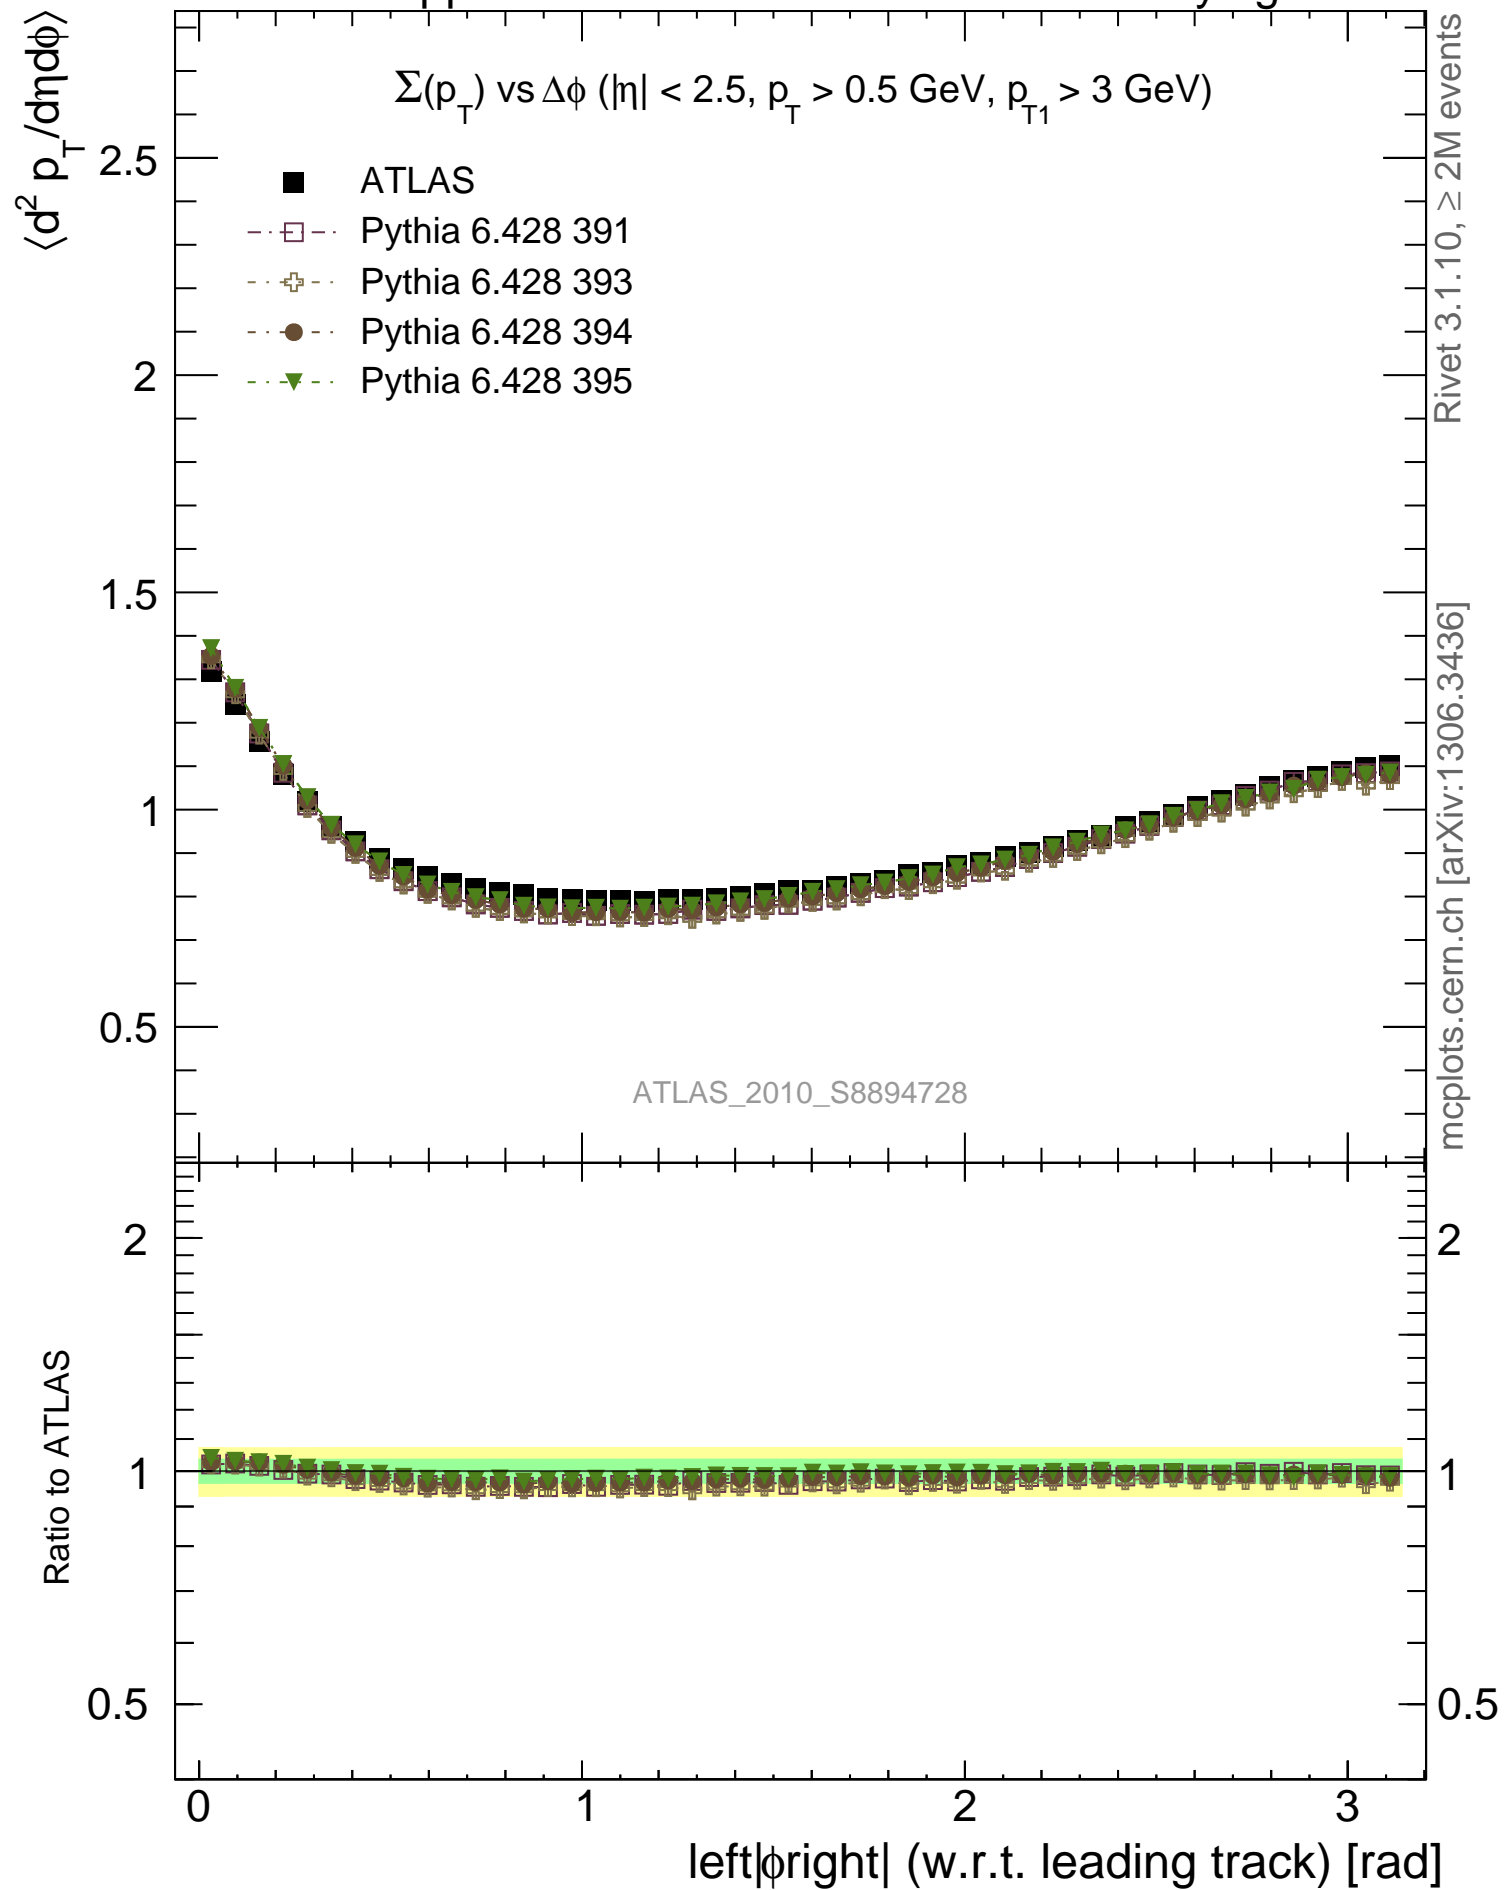 Σ(p_T) vs Δϕ (|η| < 2.5, p_T > 0.5 GeV, p_T1 > 3 GeV)
⟨d² p_T/dηdϕ⟩
ATLAS
Pythia 6.428 391
Pythia 6.428 393
Pythia 6.428 394
Pythia 6.428 395
2.5
2
1.5
1
0.5
ATLAS_2010_S8894728
Rivet 3.1.10, ≥ 2M events
mcplots.cern.ch [arXiv:1306.3436]
Ratio to ATLAS
2
1
0.5
2
1
0.5
0
1
2
3
left|ϕright| (w.r.t. leading track) [rad]